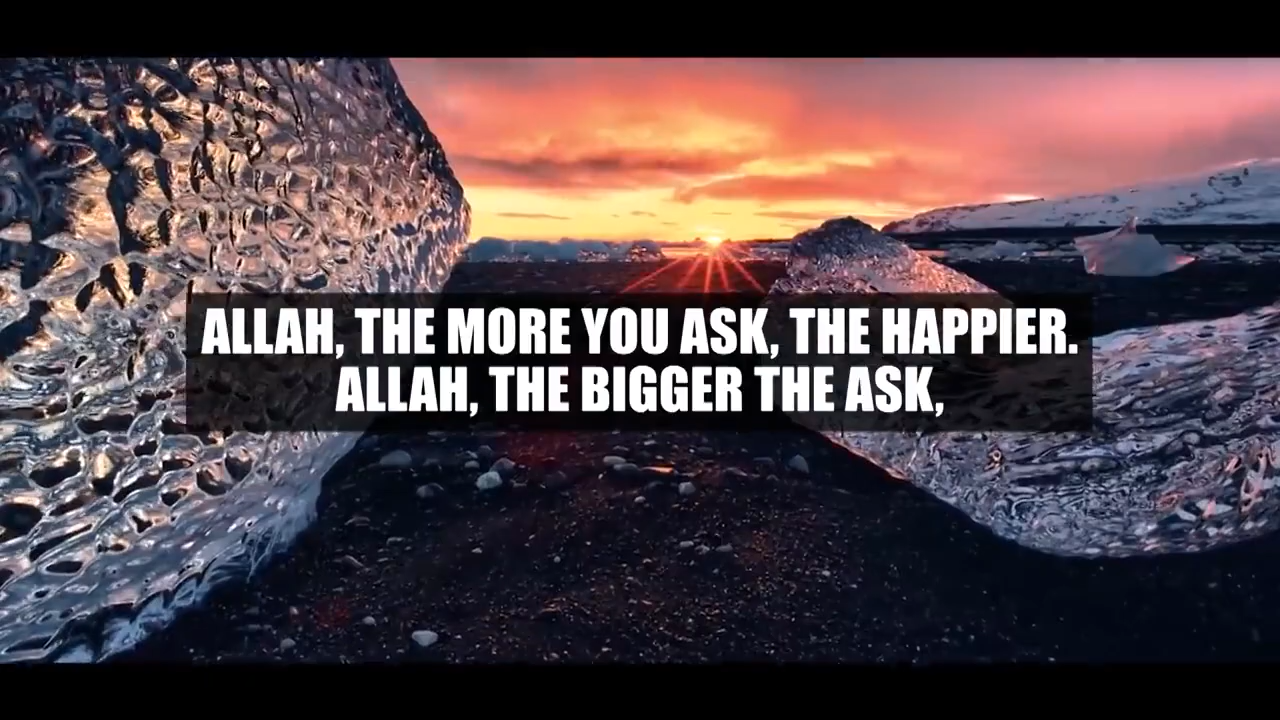 ALLAH, THE MORE YOU ASK, THE HAPPIER.
ALLAH, THE BIGGER THE ASK,